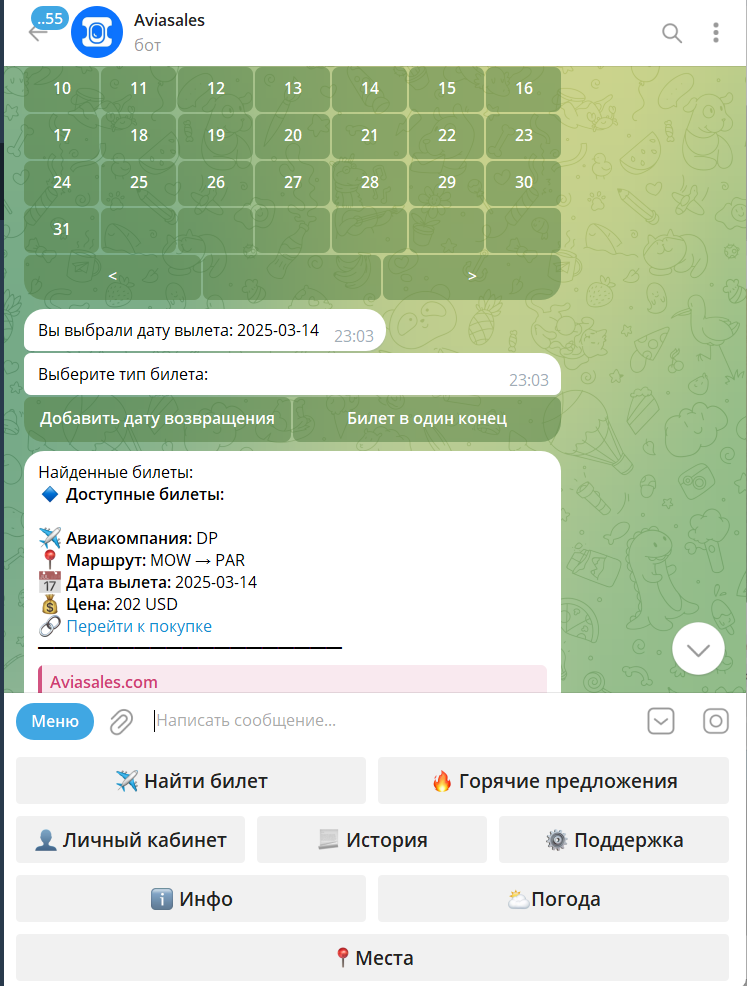 ..55
Aviasales
бот
10 11 12 13 14 15 16
17 18 19 20 21 22 23
24 25 26 27 28 29 30
31
< >
Вы выбрали дату вылета: 2025-03-14 23:03
Выберите тип билета: 23:03
Добавить дату возвращения Билет в один конец
Найденные билеты:
🔷 Доступные билеты:
✈️ Авиакомпания: DP
📍 Маршрут: MOW → PAR
📅 Дата вылета: 2025-03-14
💰 Цена: 202 USD
🔗 Перейти к покупке
Aviasales.com
Меню Написать сообщение...
✈️ Найти билет 🔥 Горячие предложения
👤 Личный кабинет 📃 История ⚙️ Поддержка
ℹ️ Инфо 🌥Погода
📍Места